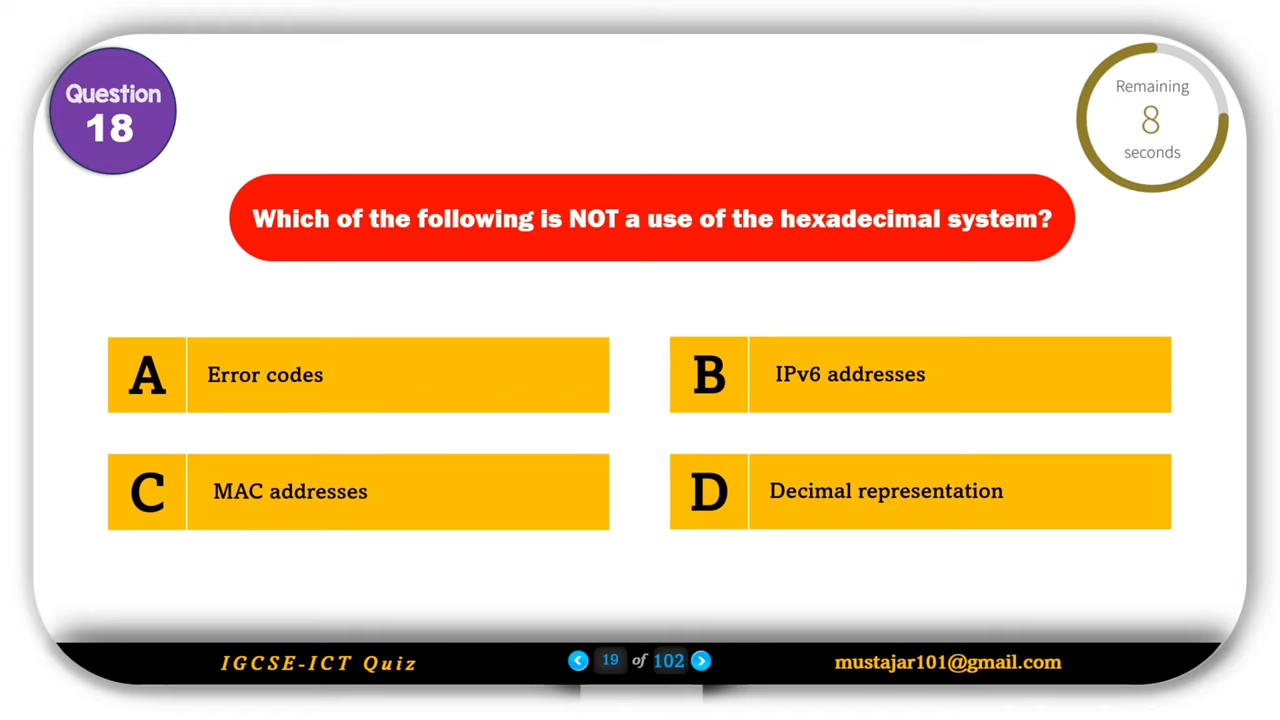 Question
18
Remaining
8
seconds
Which of the following is NOT a use of the hexadecimal system?
A Error codes
B IPv6 addresses
C MAC addresses
D Decimal representation
IGCSE-ICT Quiz
19 of 102
mustajar101@gmail.com